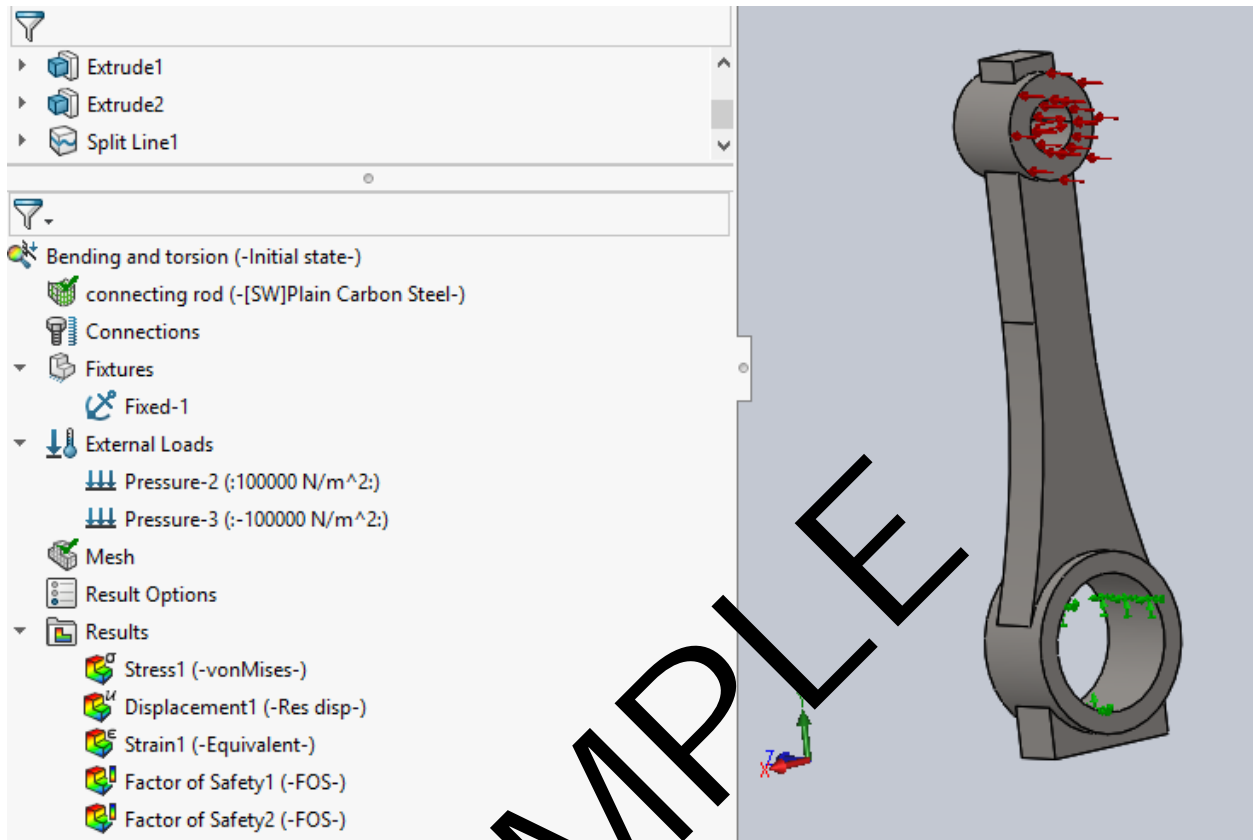 Extrude1
Extrude2
Split Line1
Bending and torsion (-Initial state-)
connecting rod (-[SW]Plain Carbon Steel-)
Connections
Fixtures
Fixed-1
External Loads
Pressure-2 (:100000 N/m^2:)
Pressure-3 (:-100000 N/m^2:)
Mesh
Result Options
Results
σ
Stress1 (-vonMises-)
u
Displacement1 (-Res disp-)
ε
Strain1 (-Equivalent-)
Factor of Safety1 (-FOS-)
Factor of Safety2 (-FOS-)
MPLE
Z
X